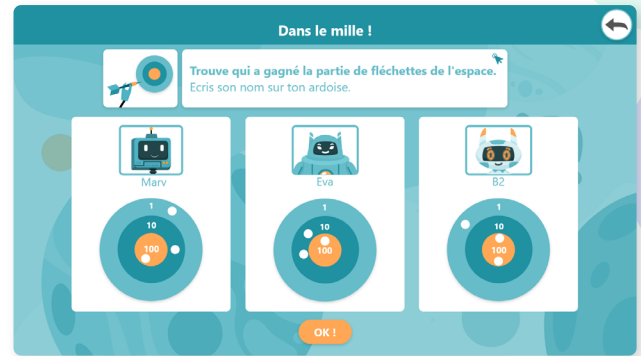 Dans le mille !
Trouve qui a gagné la partie de fléchettes de l'espace.
Ecris son nom sur ton ardoise.
Marv
Eva
B2
1
10
100
1
10
100
1
10
100
OK !